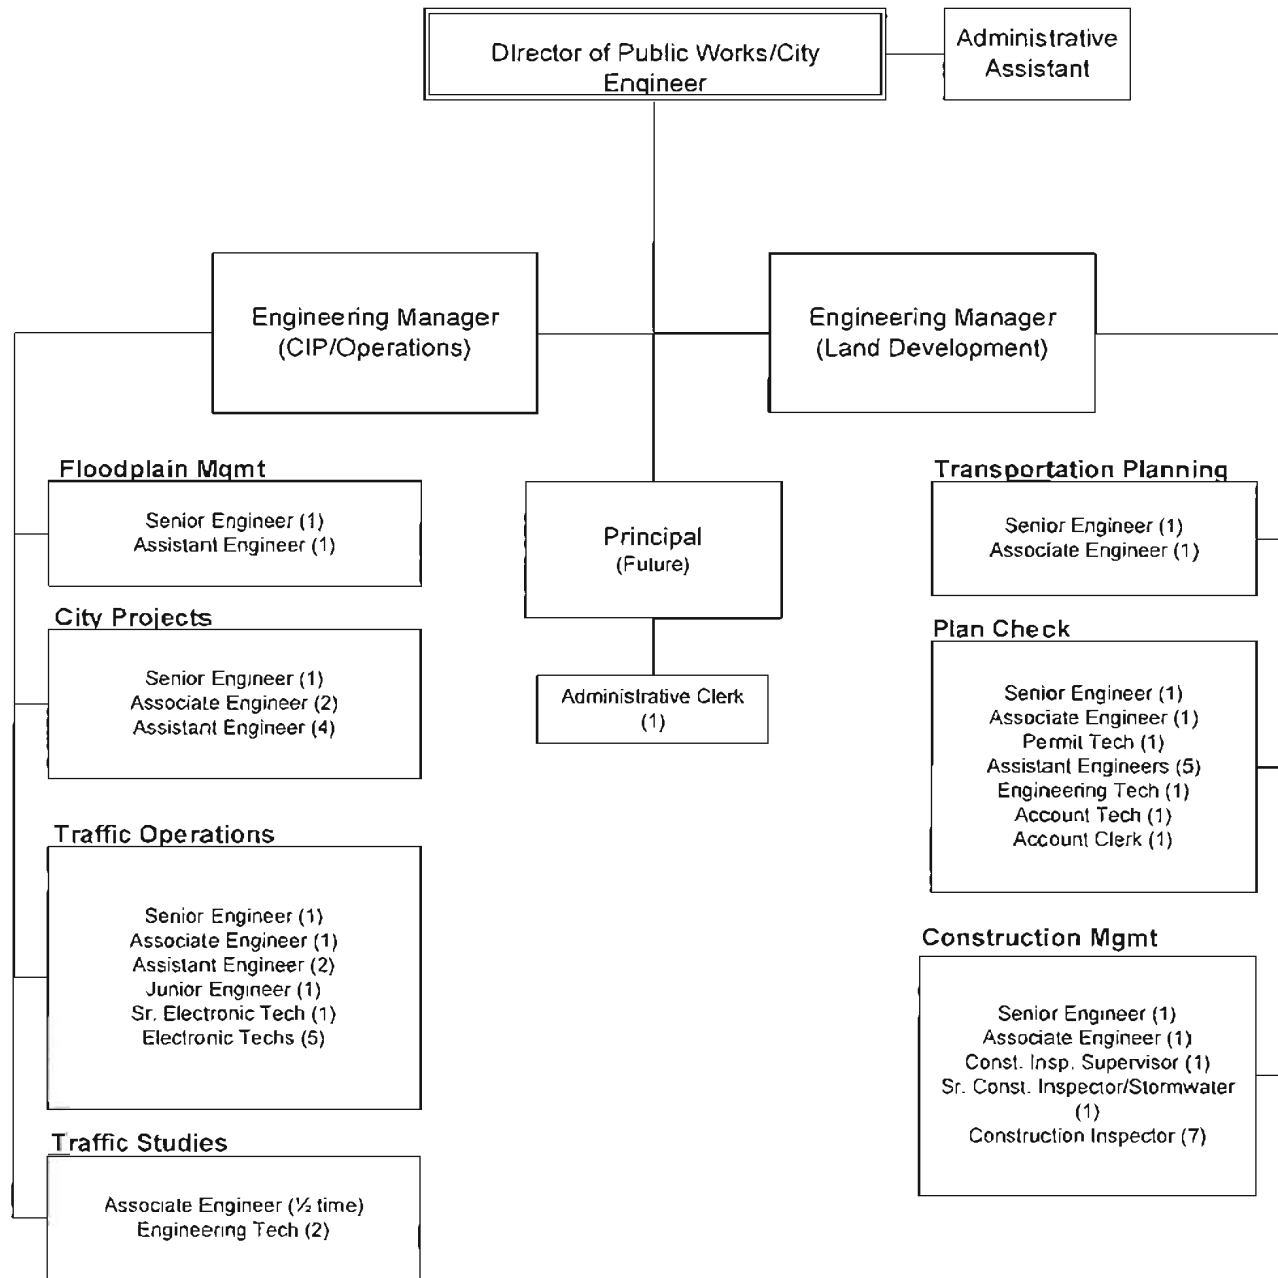 Director of Public Works/City
Engineer
Administrative
Assistant
Engineering Manager
(CIP/Operations)
Engineering Manager
(Land Development)
Floodplain Mgmt
Senior Engineer (1)
Assistant Engineer (1)
City Projects
Senior Engineer (1)
Associate Engineer (2)
Assistant Engineer (4)
Traffic Operations
Senior Engineer (1)
Associate Engineer (1)
Assistant Engineer (2)
Junior Engineer (1)
Sr. Electronic Tech (1)
Electronic Techs (5)
Traffic Studies
Associate Engineer (½ time)
Engineering Tech (2)
Principal
(Future)
Administrative Clerk
(1)
Transportation Planning
Senior Engineer (1)
Associate Engineer (1)
Plan Check
Senior Engineer (1)
Associate Engineer (1)
Permit Tech (1)
Assistant Engineers (5)
Engineering Tech (1)
Account Tech (1)
Account Clerk (1)
Construction Mgmt
Senior Engineer (1)
Associate Engineer (1)
Const. Insp. Supervisor (1)
Sr. Const. Inspector/Stormwater
(1)
Construction Inspector (7)